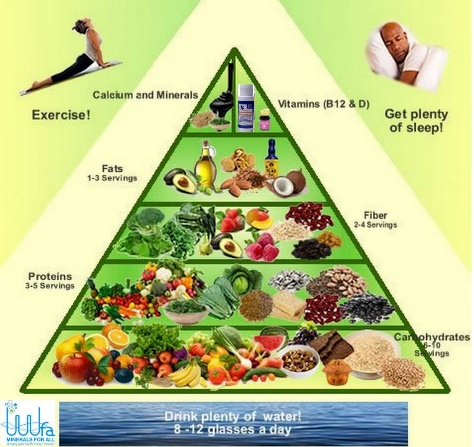 Calcium and Minerals
Vitamins (B12 & D)
Exercise!
Get plenty
of sleep!
Fats
1-3 Servings
Fiber
2-4 Servings
Proteins
3-5 Servings
Carbohydrates
6-10
Servings
MINERALS FOR ALL
Drink plenty of water!
8 -12 glasses a day